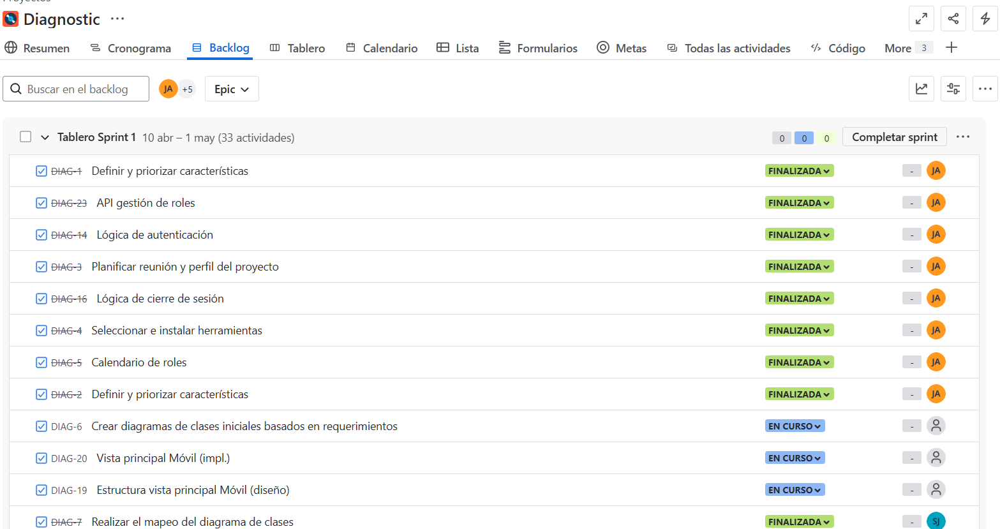 Proyectos
Diagnostic ...
Resumen Cronograma Backlog Tablero Calendario Lista Formularios Metas Todas las actividades Código More 3
Buscar en el backlog JA +5 Epic
Tablero Sprint 1 10 abr – 1 may (33 actividades) 0 0 0 Completar sprint ...
DIAG-1 Definir y priorizar características FINALIZADA - JA
DIAG-23 API gestión de roles FINALIZADA - JA
DIAG-14 Lógica de autenticación FINALIZADA - JA
DIAG-3 Planificar reunión y perfil del proyecto FINALIZADA - JA
DIAG-16 Lógica de cierre de sesión FINALIZADA - JA
DIAG-4 Seleccionar e instalar herramientas FINALIZADA - JA
DIAG-5 Calendario de roles FINALIZADA - JA
DIAG-2 Definir y priorizar características FINALIZADA - JA
DIAG-6 Crear diagramas de clases iniciales basados en requerimientos EN CURSO -
DIAG-20 Vista principal Móvil (impl.) EN CURSO -
DIAG-19 Estructura vista principal Móvil (diseño) EN CURSO -
DIAG-7 Realizar el mapeo del diagrama de clases FINALIZADA - SJ